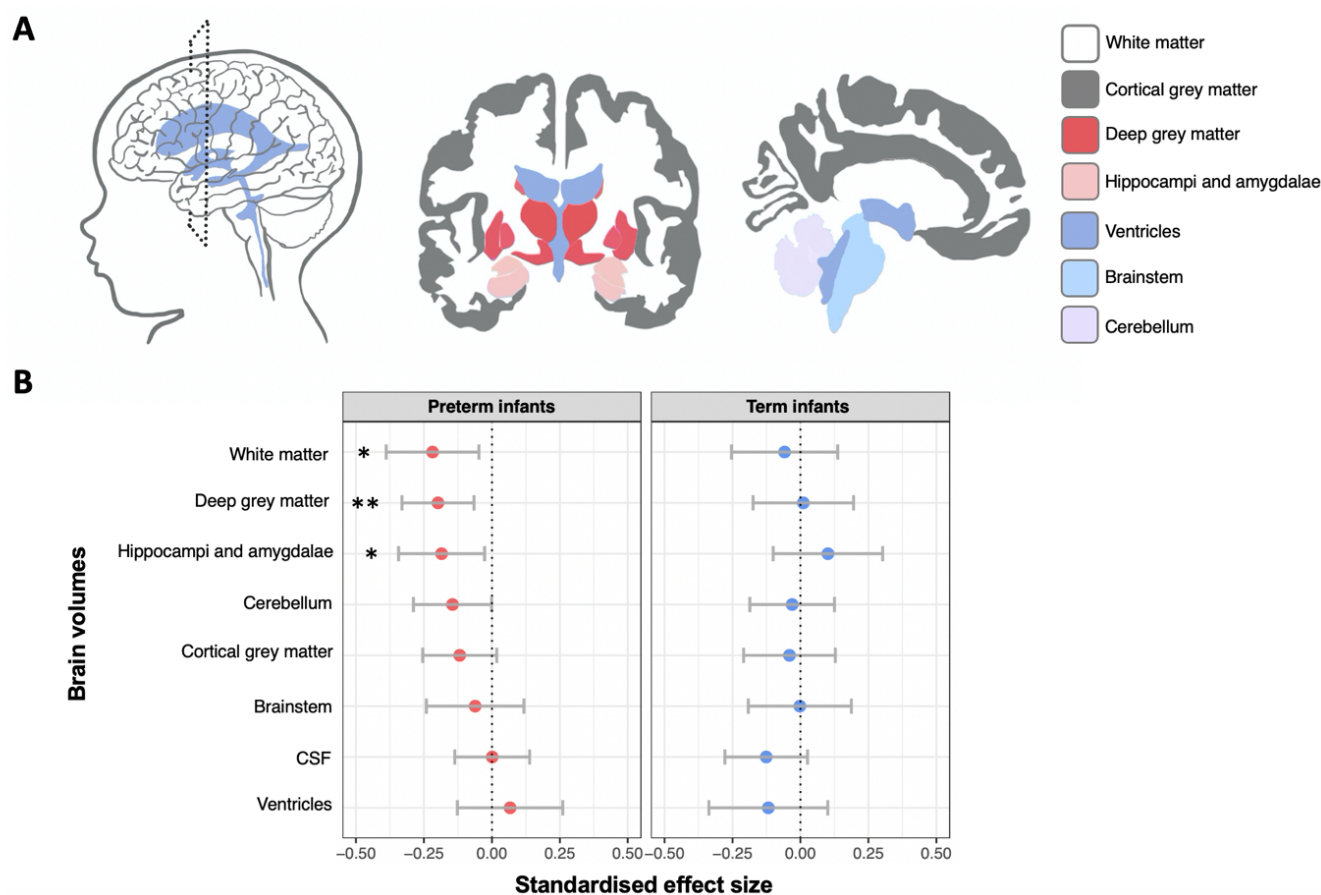 A
White matter
Cortical grey matter
Deep grey matter
Hippocampi and amygdalae
Ventricles
Brainstem
Cerebellum
B
Preterm infants
Term infants
White matter
*
Deep grey matter
**
Hippocampi and amygdalae
*
Cerebellum
Cortical grey matter
Brainstem
CSF
Ventricles
Brain volumes
−0.50 −0.25 0.00 0.25 0.50
−0.50 −0.25 0.00 0.25 0.50
Standardised effect size